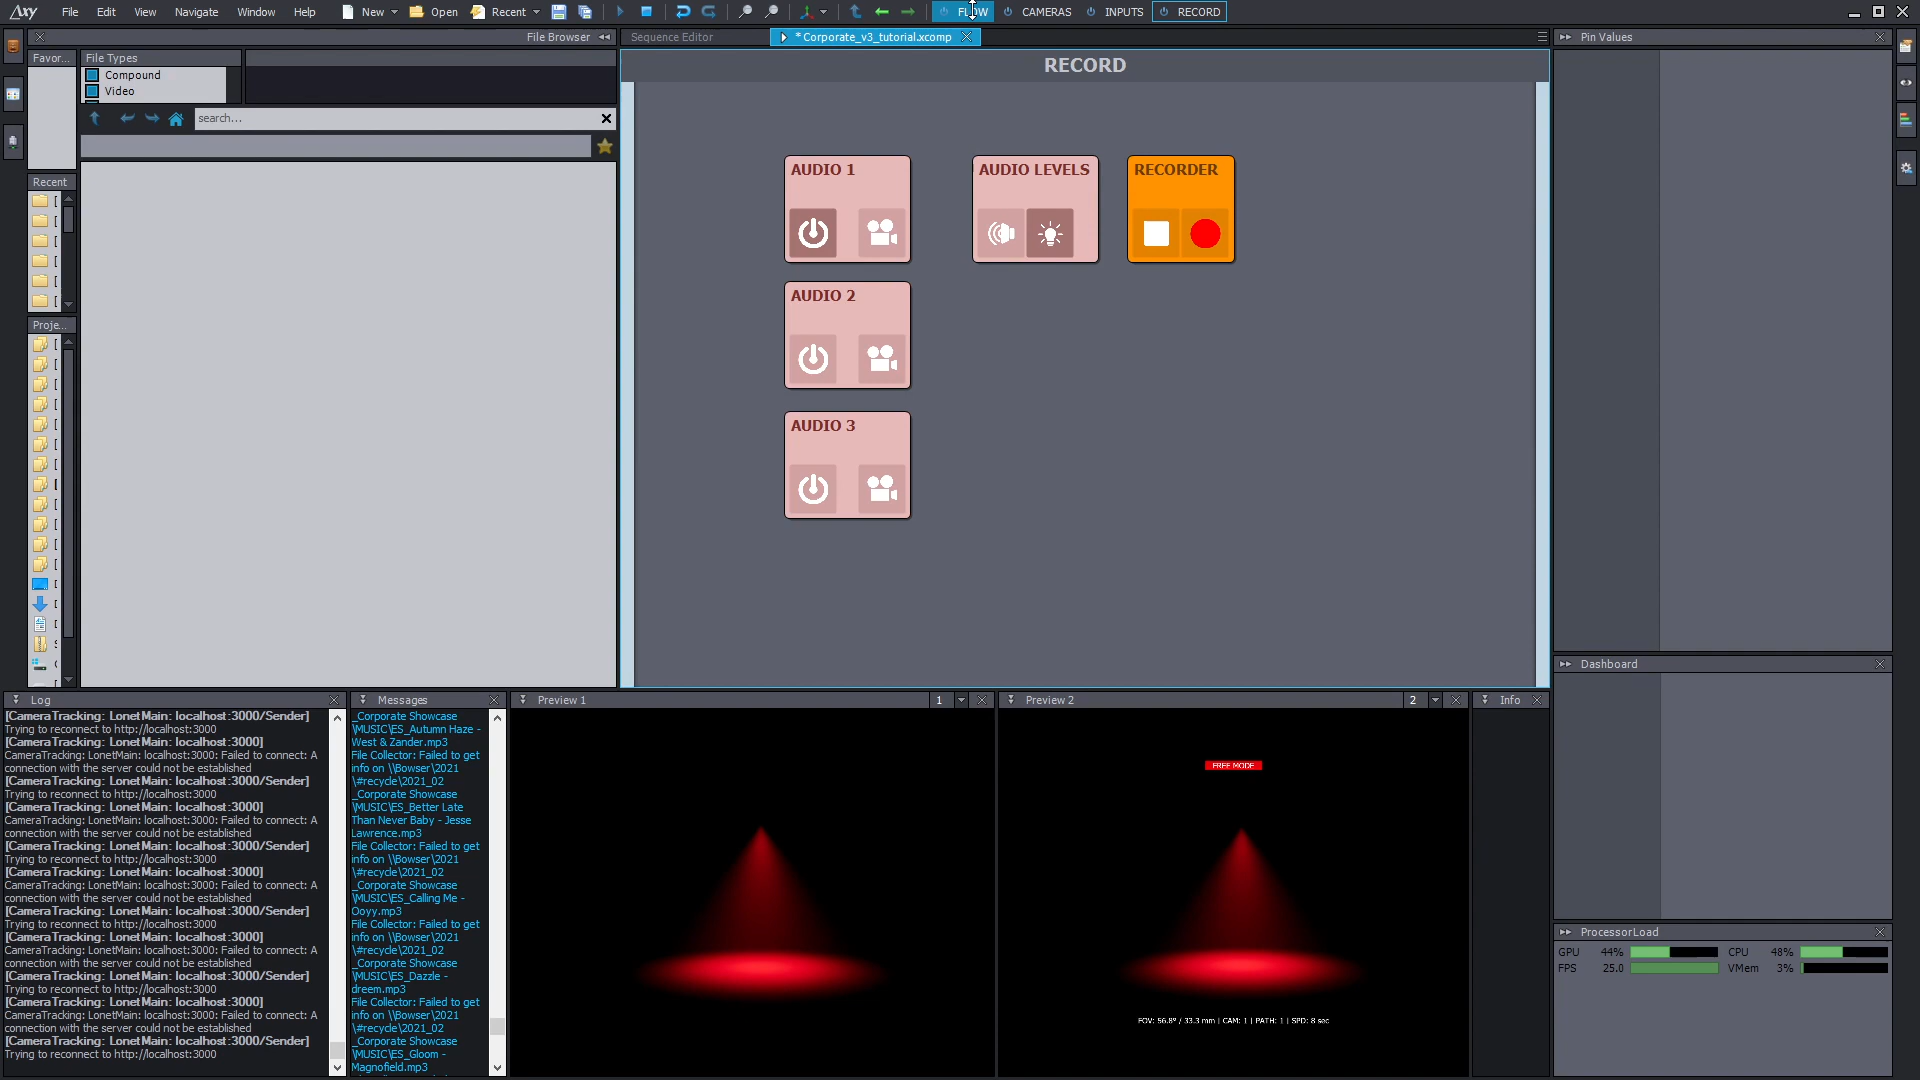 Axy File Edit View Navigate Window Help New Open Recent FLOW CAMERAS INPUTS RECORD
File Browser
Sequence Editor
* Corporate_v3_tutorial.xcomp
Pin Values
Favor...
File Types
Compound
Video
search...
Recent
Proje...
RECORD
AUDIO 1
AUDIO LEVELS
RECORDER
AUDIO 2
AUDIO 3
Log
[CameraTracking: LonetMain: localhost:3000/Sender]
Trying to reconnect to http://localhost:3000
[CameraTracking: LonetMain: localhost:3000]
CameraTracking: LonetMain: localhost:3000: Failed to connect: A
connection with the server could not be established
[CameraTracking: LonetMain: localhost:3000/Sender]
Trying to reconnect to http://localhost:3000
[CameraTracking: LonetMain: localhost:3000]
CameraTracking: LonetMain: localhost:3000: Failed to connect: A
connection with the server could not be established
[CameraTracking: LonetMain: localhost:3000/Sender]
Trying to reconnect to http://localhost:3000
[CameraTracking: LonetMain: localhost:3000]
CameraTracking: LonetMain: localhost:3000: Failed to connect: A
connection with the server could not be established
[CameraTracking: LonetMain: localhost:3000/Sender]
Trying to reconnect to http://localhost:3000
[CameraTracking: LonetMain: localhost:3000]
CameraTracking: LonetMain: localhost:3000: Failed to connect: A
connection with the server could not be established
[CameraTracking: LonetMain: localhost:3000/Sender]
Trying to reconnect to http://localhost:3000
[CameraTracking: LonetMain: localhost:3000]
CameraTracking: LonetMain: localhost:3000: Failed to connect: A
connection with the server could not be established
[CameraTracking: LonetMain: localhost:3000/Sender]
Trying to reconnect to http://localhost:3000
Messages
_Corporate Showcase
\MUSIC\ES_Autumn Haze -
West & Zander.mp3
File Collector: Failed to get
info on \\Bowser\2021
\#recycle\2021_02
_Corporate Showcase
\MUSIC\ES_Better Late
Than Never Baby - Jesse
Lawrence.mp3
File Collector: Failed to get
info on \\Bowser\2021
\#recycle\2021_02
_Corporate Showcase
\MUSIC\ES_Calling Me -
Ooyy.mp3
File Collector: Failed to get
info on \\Bowser\2021
\#recycle\2021_02
_Corporate Showcase
\MUSIC\ES_Dazzle -
dreem.mp3
File Collector: Failed to get
info on \\Bowser\2021
\#recycle\2021_02
_Corporate Showcase
\MUSIC\ES_Gloom -
Magnofield.mp3
Preview 1
1
Preview 2
2
FREE MODE
FOV: 56.8° / 33.3 mm | CAM: 1 | PATH: 1 | SPD: 8 sec
Info
Dashboard
ProcessorLoad
GPU 44% CPU 48%
FPS 25.0 VMem 3%